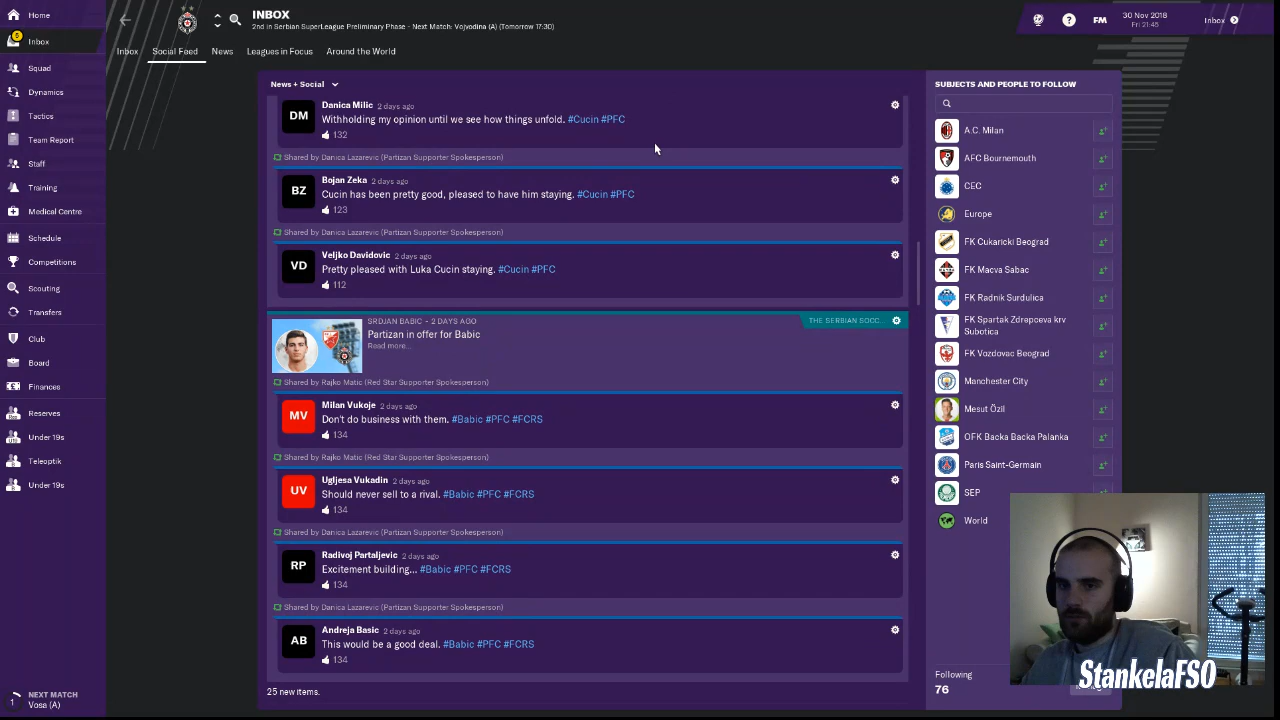 Home
5
Inbox
Squad
Dynamics
Tactics
Team Report
Staff
Training
Medical Centre
Schedule
Competitions
Scouting
Transfers
Club
Board
Finances
Reserves
Under 19s
Teleoptik
Under 19s
1
NEXT MATCH
Vosa (A)
INBOX
2nd in Serbian SuperLeague Preliminary Phase - Next Match: Vojvodina (A) (Tomorrow 17:30)
?
FM
30 Nov 2018
Fri 21:45
Inbox
Inbox
Social Feed
News
Leagues in Focus
Around the World
News + Social
DM
Danica Milic 2 days ago
Withholding my opinion until we see how things unfold. #Cucin #PFC
132
Shared by Danica Lazarevic (Partizan Supporter Spokesperson)
BZ
Bojan Zeka 2 days ago
Cucin has been pretty good, pleased to have him staying. #Cucin #PFC
123
Shared by Danica Lazarevic (Partizan Supporter Spokesperson)
VD
Veljko Davidovic 2 days ago
Pretty pleased with Luka Cucin staying. #Cucin #PFC
112
SRDJAN BABIC - 2 DAYS AGO
THE SERBIAN SOCC...
Partizan in offer for Babic
Read more...
Shared by Rajko Matic (Red Star Supporter Spokesperson)
MV
Milan Vukoje 2 days ago
Don't do business with them. #Babic #PFC #FCRS
134
Shared by Rajko Matic (Red Star Supporter Spokesperson)
UV
Ugljesa Vukadin 2 days ago
Should never sell to a rival. #Babic #PFC #FCRS
134
Shared by Danica Lazarevic (Partizan Supporter Spokesperson)
RP
Radivoj Partaljevic 2 days ago
Excitement building... #Babic #PFC #FCRS
134
Shared by Danica Lazarevic (Partizan Supporter Spokesperson)
AB
Andreja Basic 2 days ago
This would be a good deal. #Babic #PFC #FCRS
134
25 new items.
SUBJECTS AND PEOPLE TO FOLLOW
A.C. Milan
AFC Bournemouth
CEC
Europe
FK Cukaricki Beograd
FK Macva Sabac
FK Radnik Surdulica
FK Spartak Zdrepceva krv
Subotica
FK Vozdovac Beograd
Manchester City
Mesut Özil
OFK Backa Backa Palanka
Paris Saint-Germain
SEP
World
Following
76
StankelaFSO